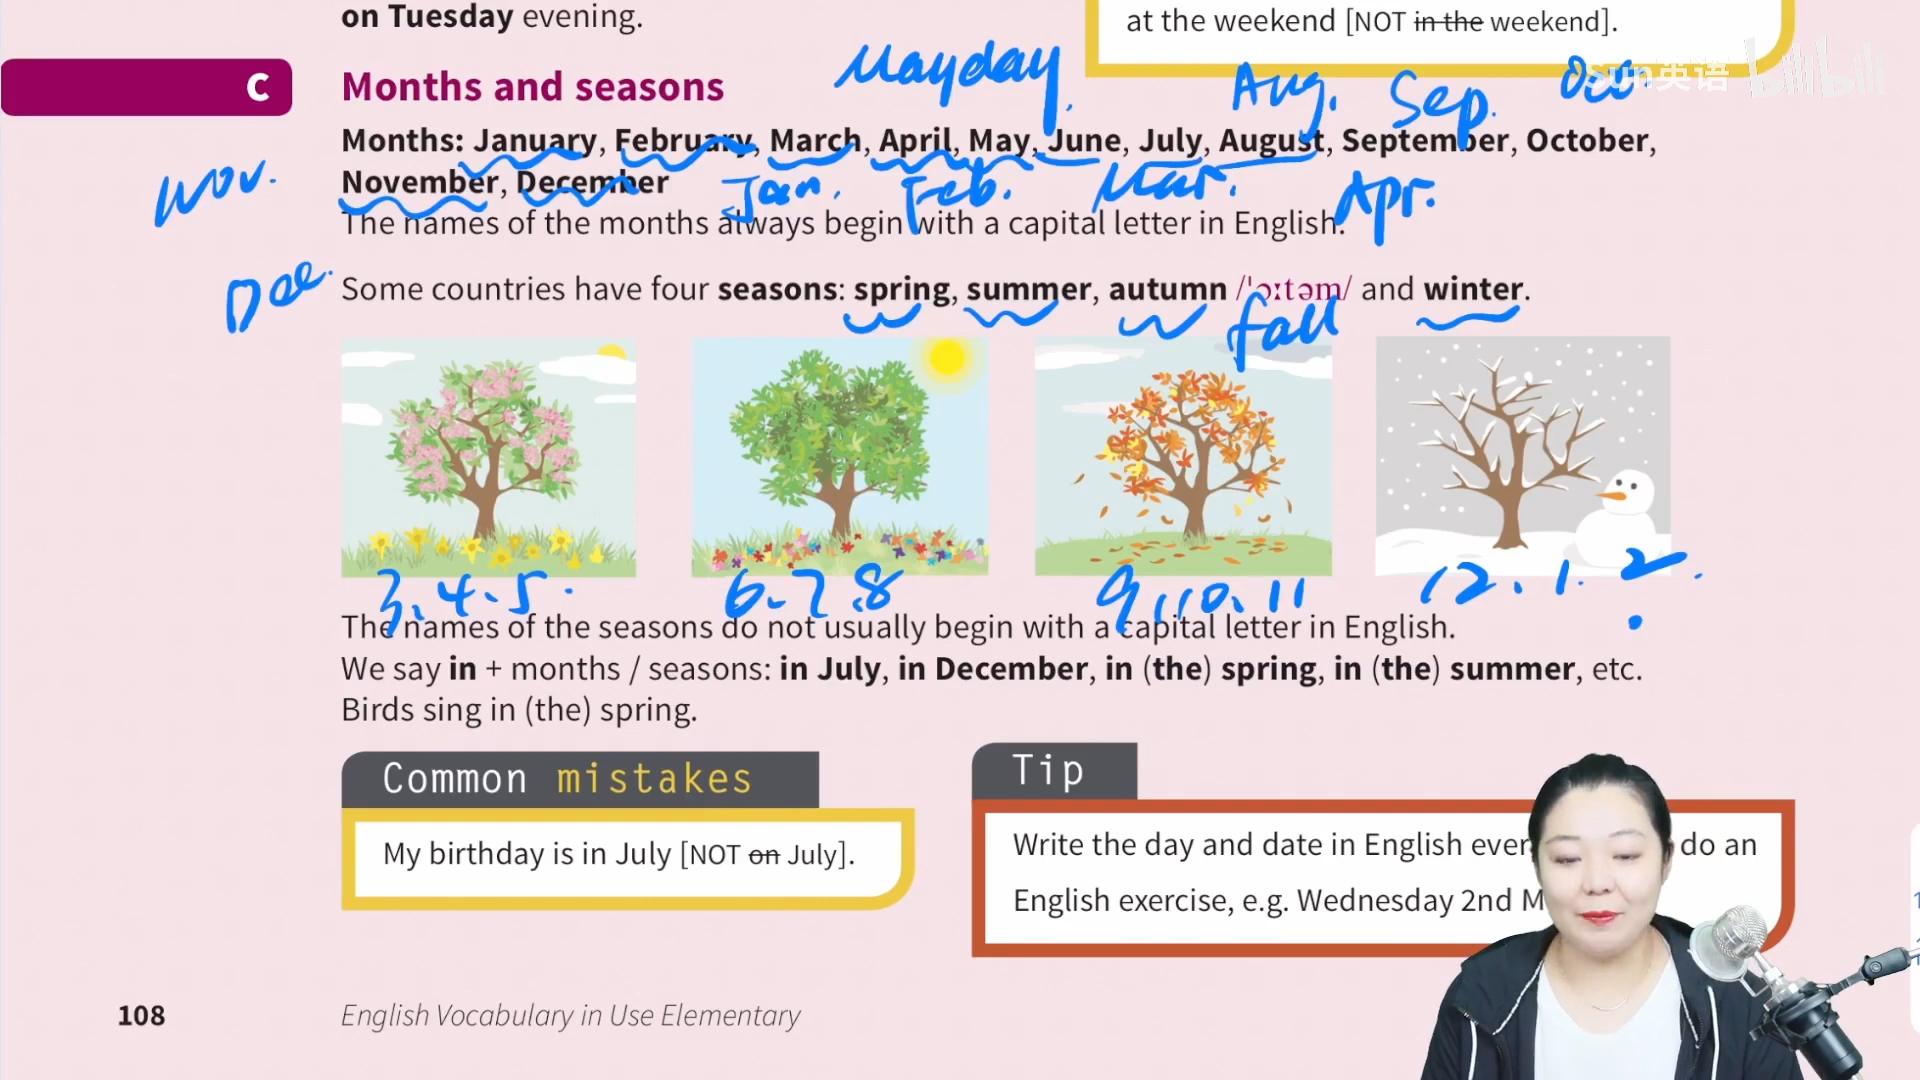 on Tuesday evening.
at the weekend [NOT in the weekend].
Sun英语 bilibili
C Months and seasons
Mayday
Aug. Sep. Oct
Months: January, February, March, April, May, June, July, August, September, October,
November, December
Nov.
Jan. Feb. Mar. Apr.
The names of the months always begin with a capital letter in English.
Dec.
Some countries have four seasons: spring, summer, autumn /ˈɔːtəm/ and winter.
fall
3. 4. 5. 6. 7. 8 9, 10. 11 12. 1. 2.
The names of the seasons do not usually begin with a capital letter in English.
We say in + months / seasons: in July, in December, in (the) spring, in (the) summer, etc.
Birds sing in (the) spring.
Common mistakes
My birthday is in July [NOT on July].
Tip
Write the day and date in English do an
English exercise, e.g. Wednesday 2nd
108 English Vocabulary in Use Elementary